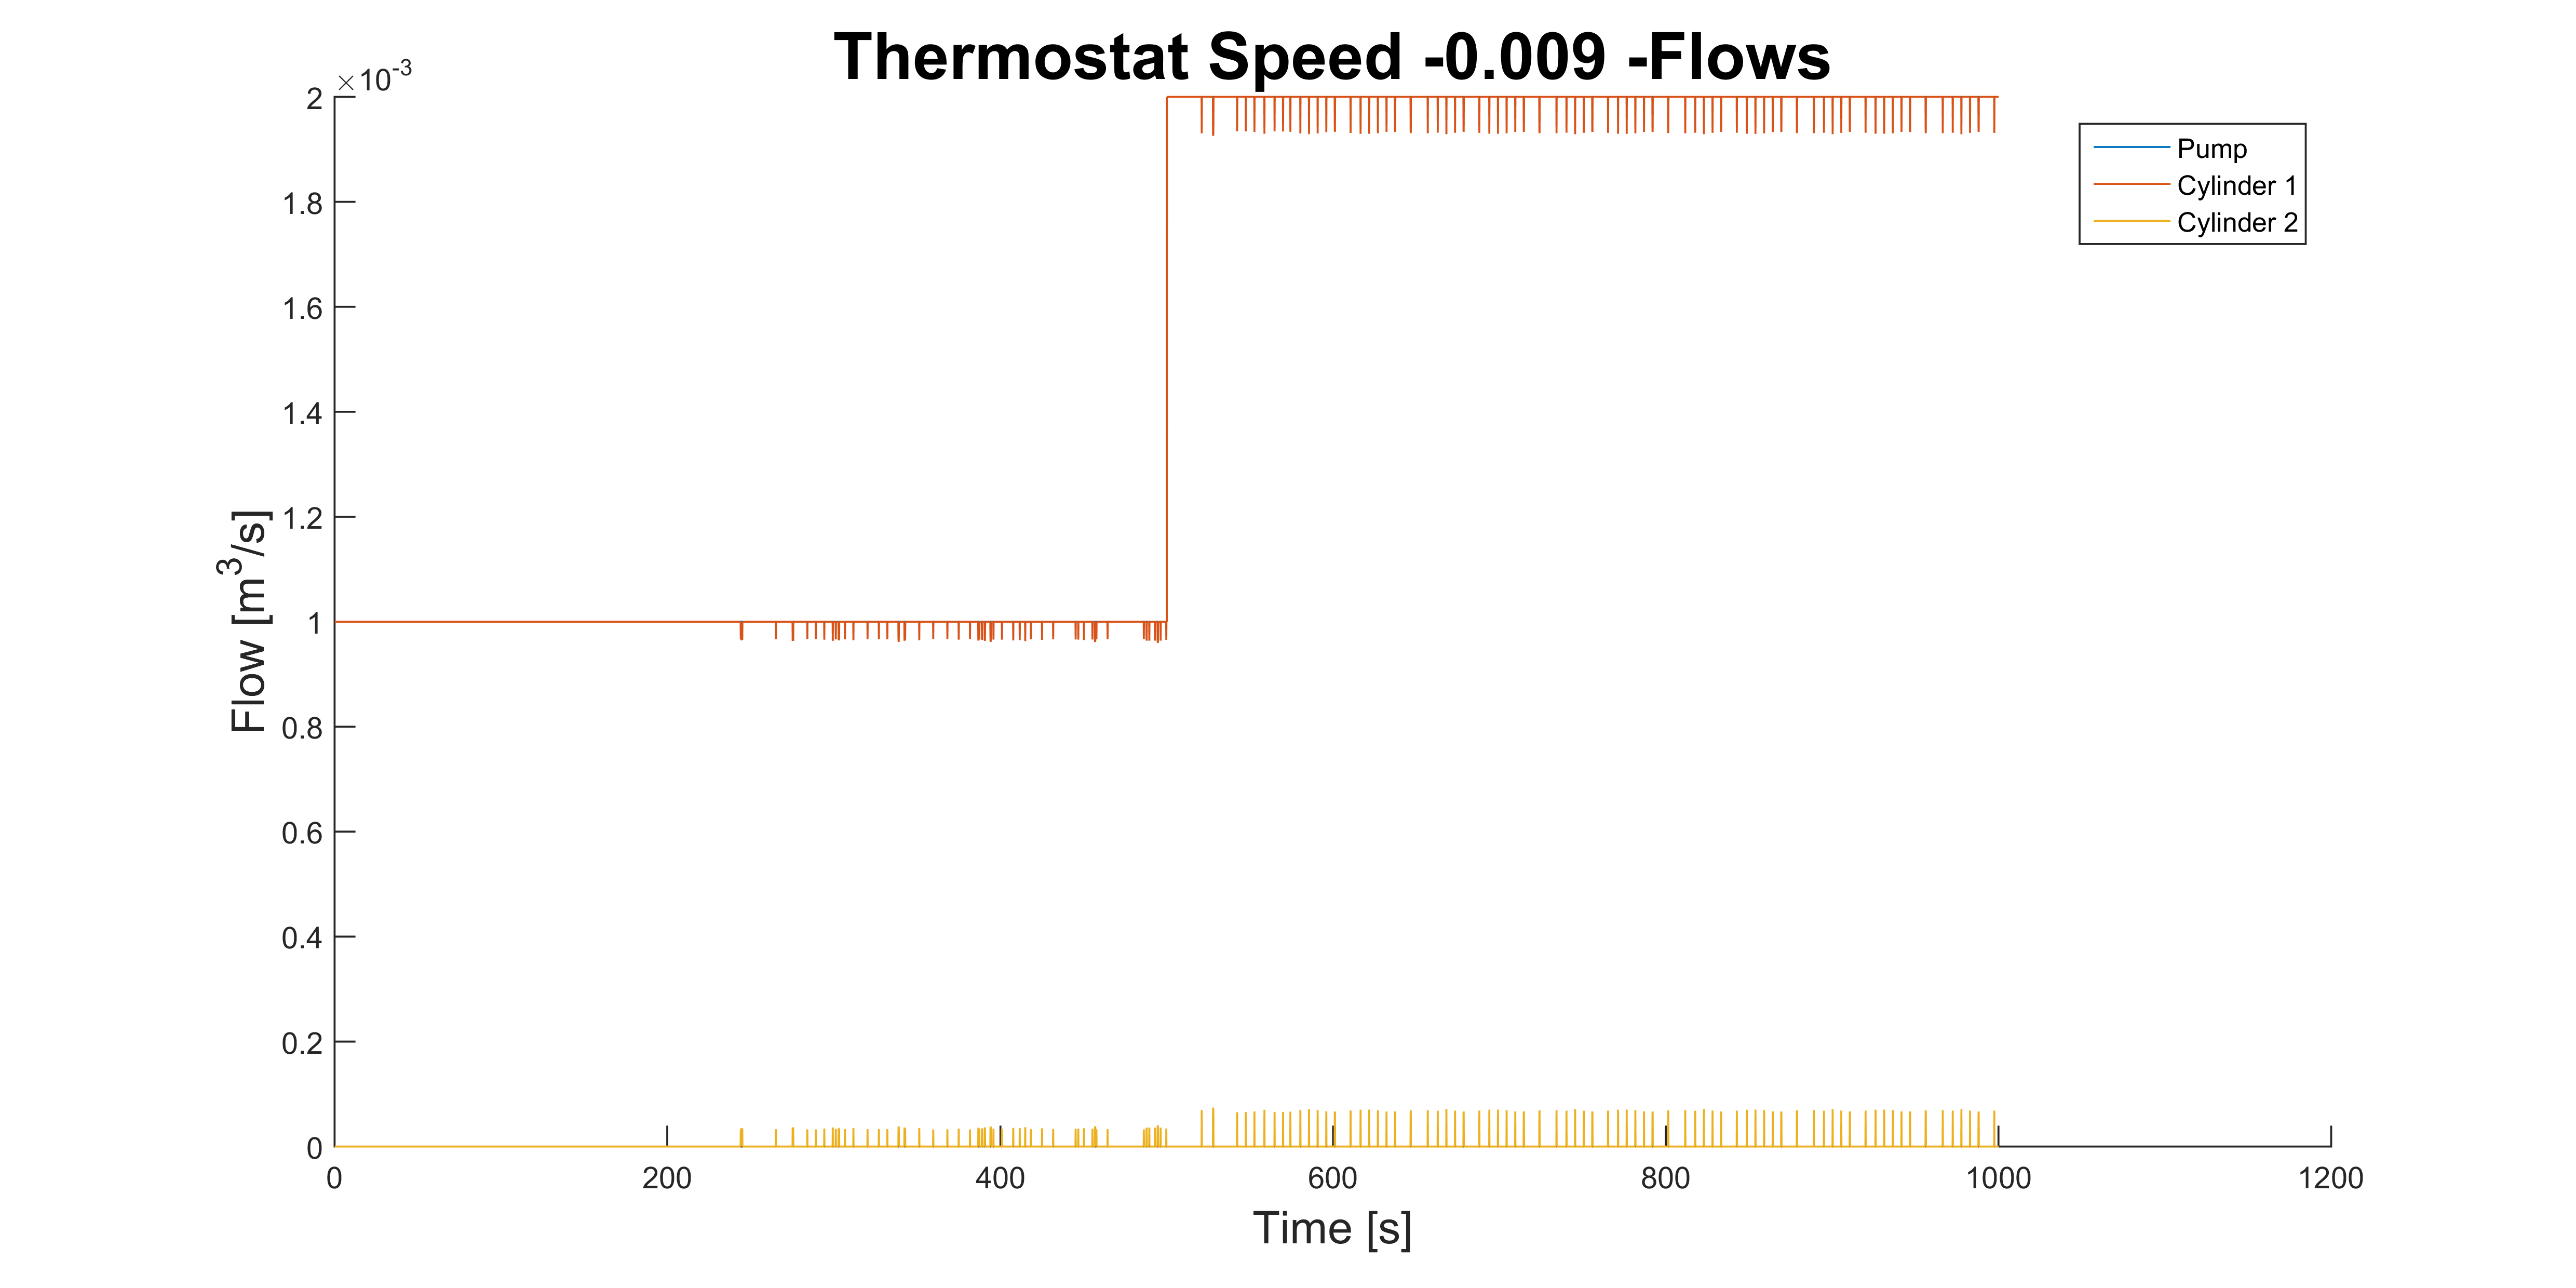 Thermostat Speed -0.009 -Flows
×10-3
2
1.8
1.6
1.4
1.2
1
0.8
0.6
0.4
0.2
0
Flow [m3/s]
Pump
Cylinder 1
Cylinder 2
0 200 400 600 800 1000 1200
Time [s]